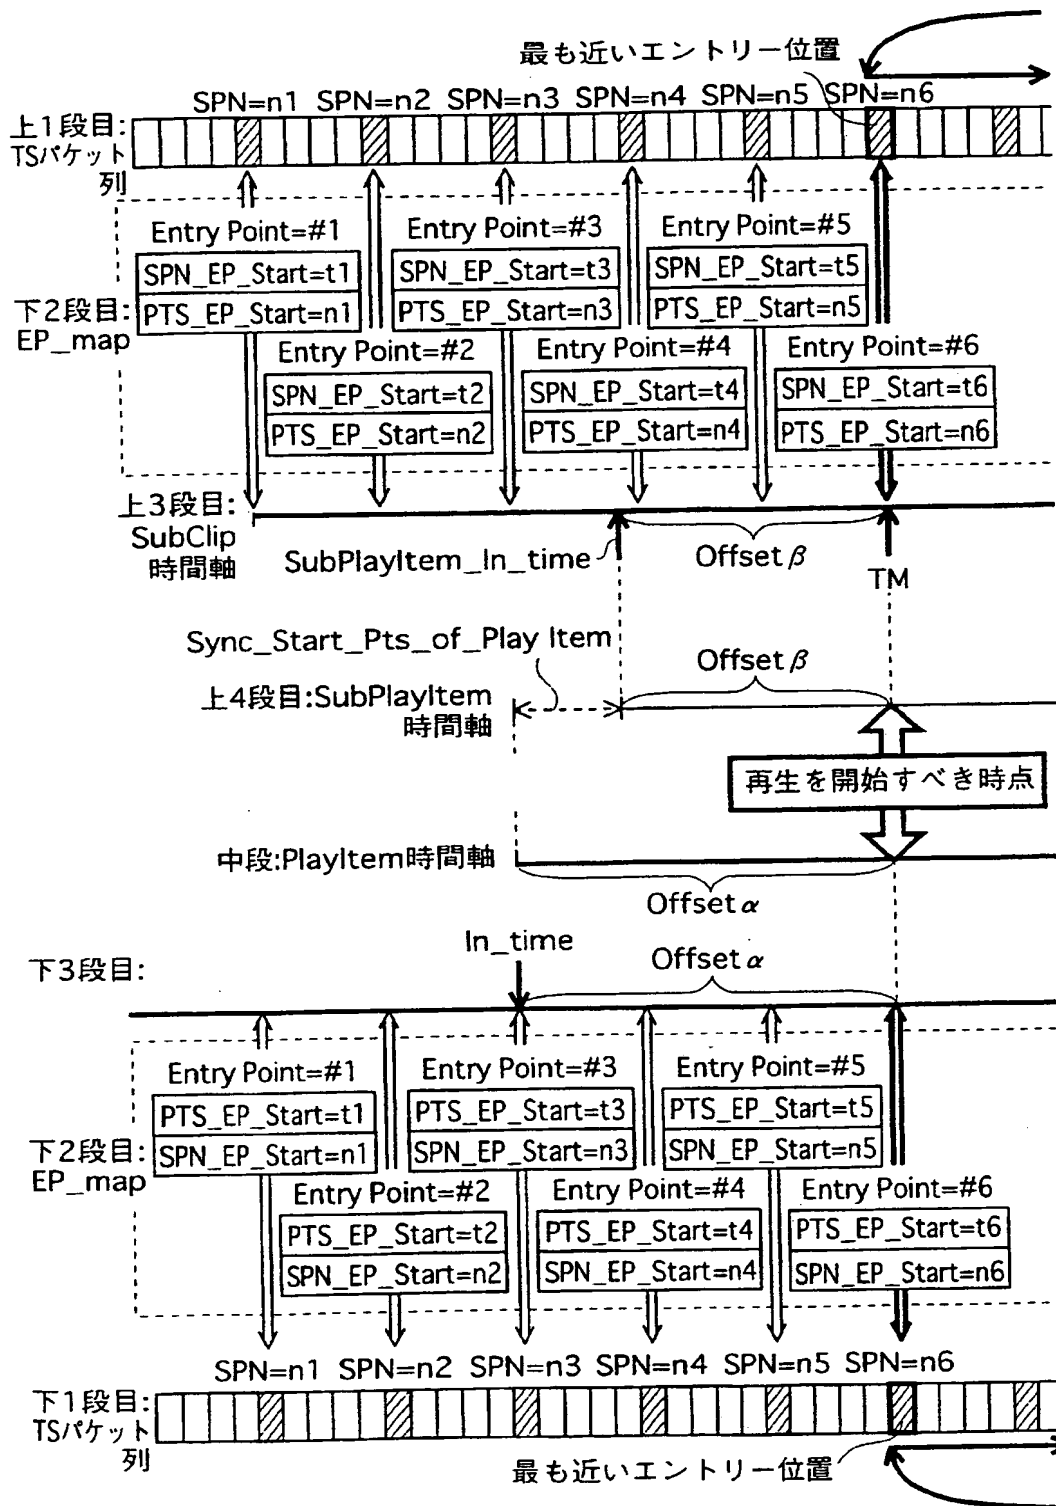 最も近いエントリー位置
SPN=n1 SPN=n2 SPN=n3 SPN=n4 SPN=n5 SPN=n6
上1段目:
TSパケット
列
Entry Point=#1
SPN_EP_Start=t1
PTS_EP_Start=n1
Entry Point=#3
SPN_EP_Start=t3
PTS_EP_Start=n3
Entry Point=#5
SPN_EP_Start=t5
PTS_EP_Start=n5
下2段目:
EP_map
Entry Point=#2
SPN_EP_Start=t2
PTS_EP_Start=n2
Entry Point=#4
SPN_EP_Start=t4
PTS_EP_Start=n4
Entry Point=#6
SPN_EP_Start=t6
PTS_EP_Start=n6
上3段目:
SubClip
時間軸
SubPlayItem_In_time
Offset β
TM
Sync_Start_Pts_of_Play Item
Offset β
上4段目:SubPlayItem
時間軸
再生を開始すべき時点
中段:PlayItem時間軸
Offset α
In_time
Offset α
下3段目:
Entry Point=#1
PTS_EP_Start=t1
SPN_EP_Start=n1
Entry Point=#3
PTS_EP_Start=t3
SPN_EP_Start=n3
Entry Point=#5
PTS_EP_Start=t5
SPN_EP_Start=n5
下2段目:
EP_map
Entry Point=#2
PTS_EP_Start=t2
SPN_EP_Start=n2
Entry Point=#4
PTS_EP_Start=t4
SPN_EP_Start=n4
Entry Point=#6
PTS_EP_Start=t6
SPN_EP_Start=n6
SPN=n1 SPN=n2 SPN=n3 SPN=n4 SPN=n5 SPN=n6
下1段目:
TSパケット
列
最も近いエントリー位置